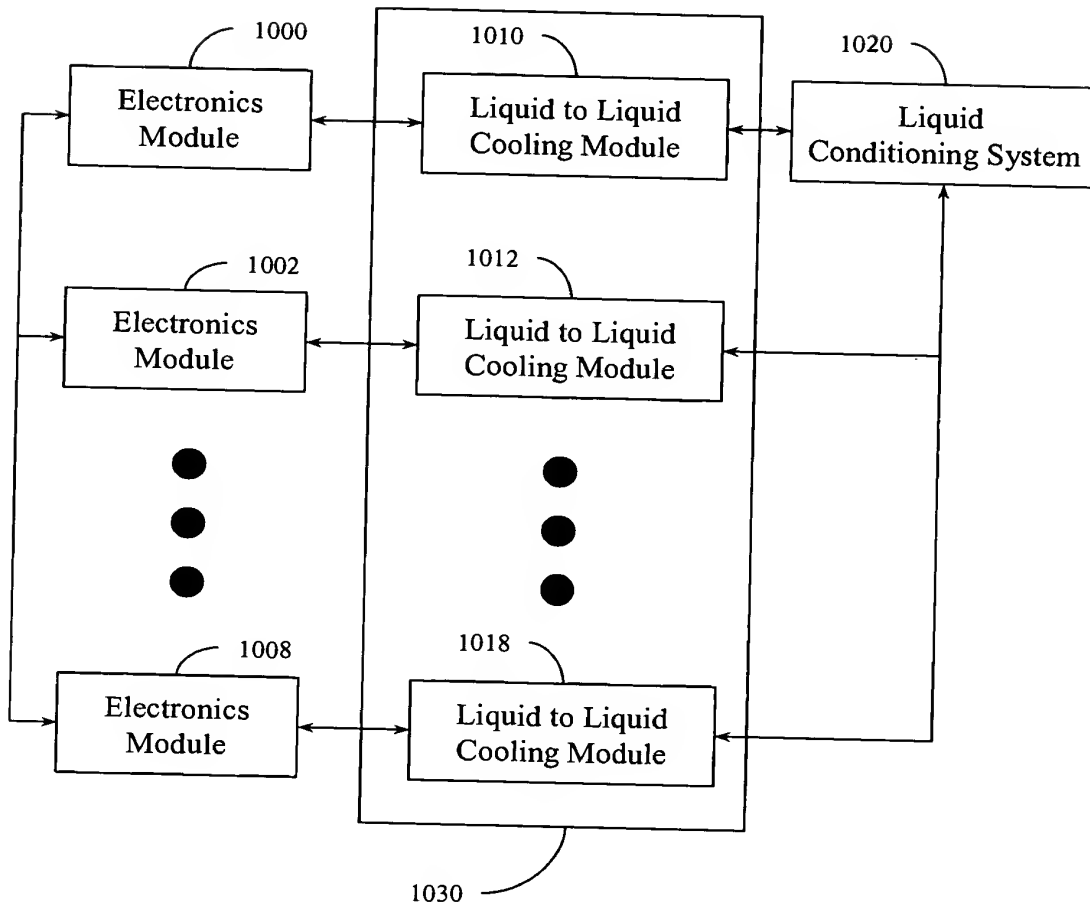 1000
1010
1020
Electronics
Module
Liquid to Liquid
Cooling Module
Liquid
Conditioning System
1002
1012
Electronics
Module
Liquid to Liquid
Cooling Module
1008
1018
Electronics
Module
Liquid to Liquid
Cooling Module
1030